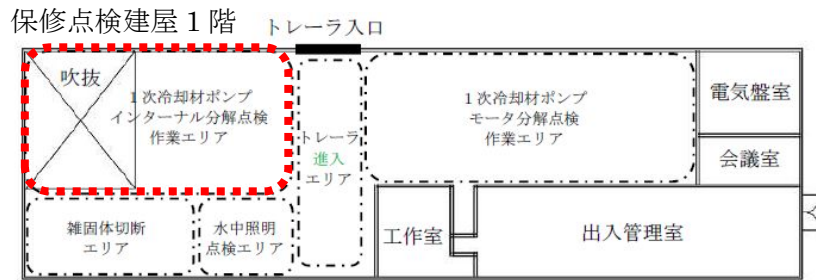 保修点検建屋1階
トレーラ入口
吹抜
1次冷却材ポンプ
インターナル分解点検
作業エリア
トレーラ
進入
エリア
1次冷却材ポンプ
モータ分解点検
作業エリア
電気盤室
会議室
雑固体切断
エリア
水中照明
点検エリア
工作室
出入管理室